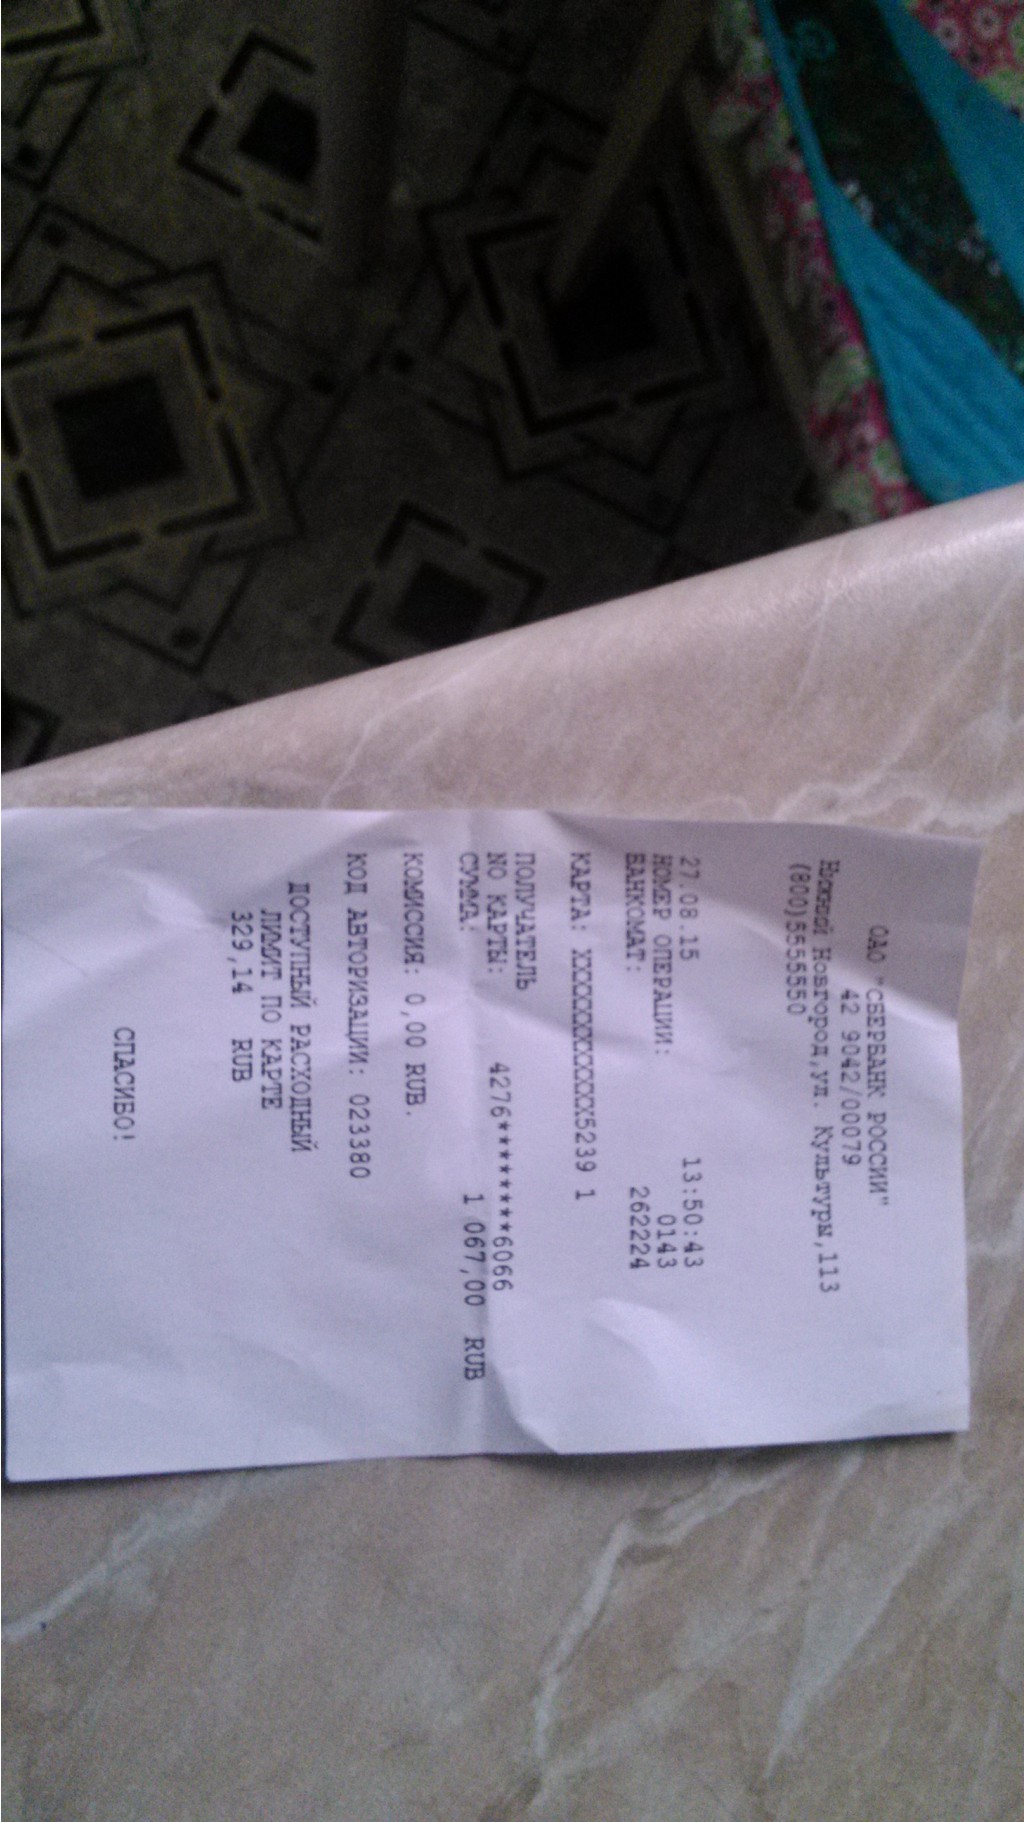 ОАО "СБЕРБАНК РОССИИ"
42 9042/00079
Нижний Новгород,ул. Культуры,113
(800)5555550
27.08.15 13:50:43
НОМЕР ОПЕРАЦИИ: 0143
БАНКОМАТ: 262224
КАРТА: XXXXXXXXXXXXXX5239 1
ПОЛУЧАТЕЛЬ
NO КАРТЫ: 4276********6066
СУММА: 1 067,00 RUB
КОМИССИЯ: 0,00 RUB.
КОД АВТОРИЗАЦИИ: 023380
ДОСТУПНЫЙ РАСХОДНЫЙ
ЛИМИТ ПО КАРТЕ
329,14 RUB
СПАСИБО!